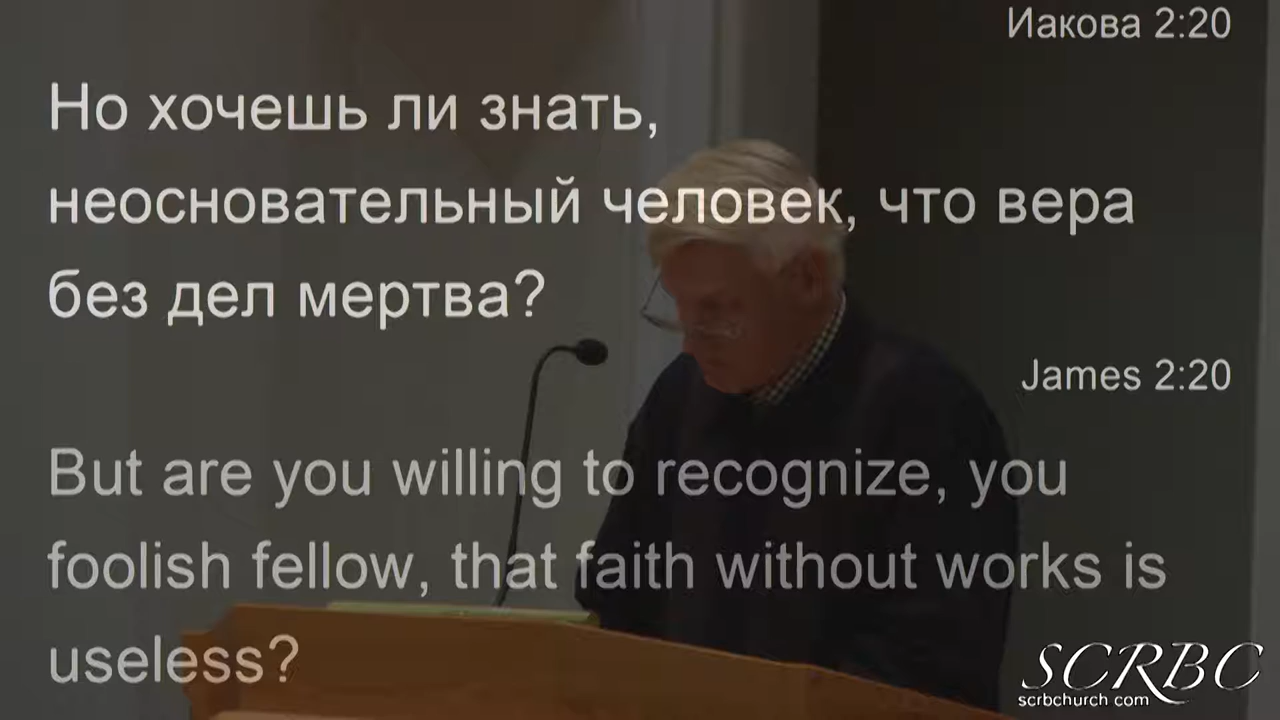 Иакова 2:20
Но хочешь ли знать,
неосновательный человек, что вера
без дел мертва?
James 2:20
But are you willing to recognize, you
foolish fellow, that faith without works is
useless?
SCRBC
scrbchurch com